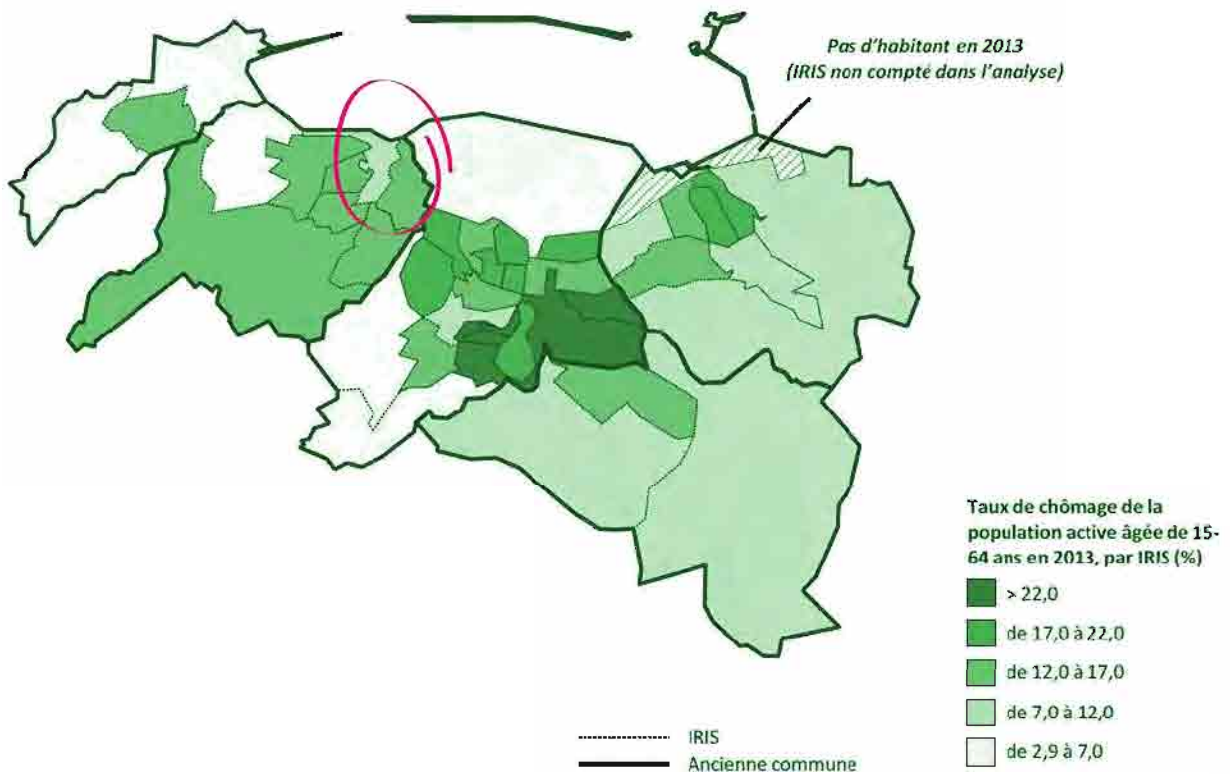 Pas d'habitant en 2013
(IRIS non compté dans l'analyse)
Taux de chômage de la
population active âgée de 15-
64 ans en 2013, par IRIS (%)
> 22,0
de 17,0 à 22,0
de 12,0 à 17,0
de 7,0 à 12,0
de 2,9 à 7,0
IRIS
Ancienne commune